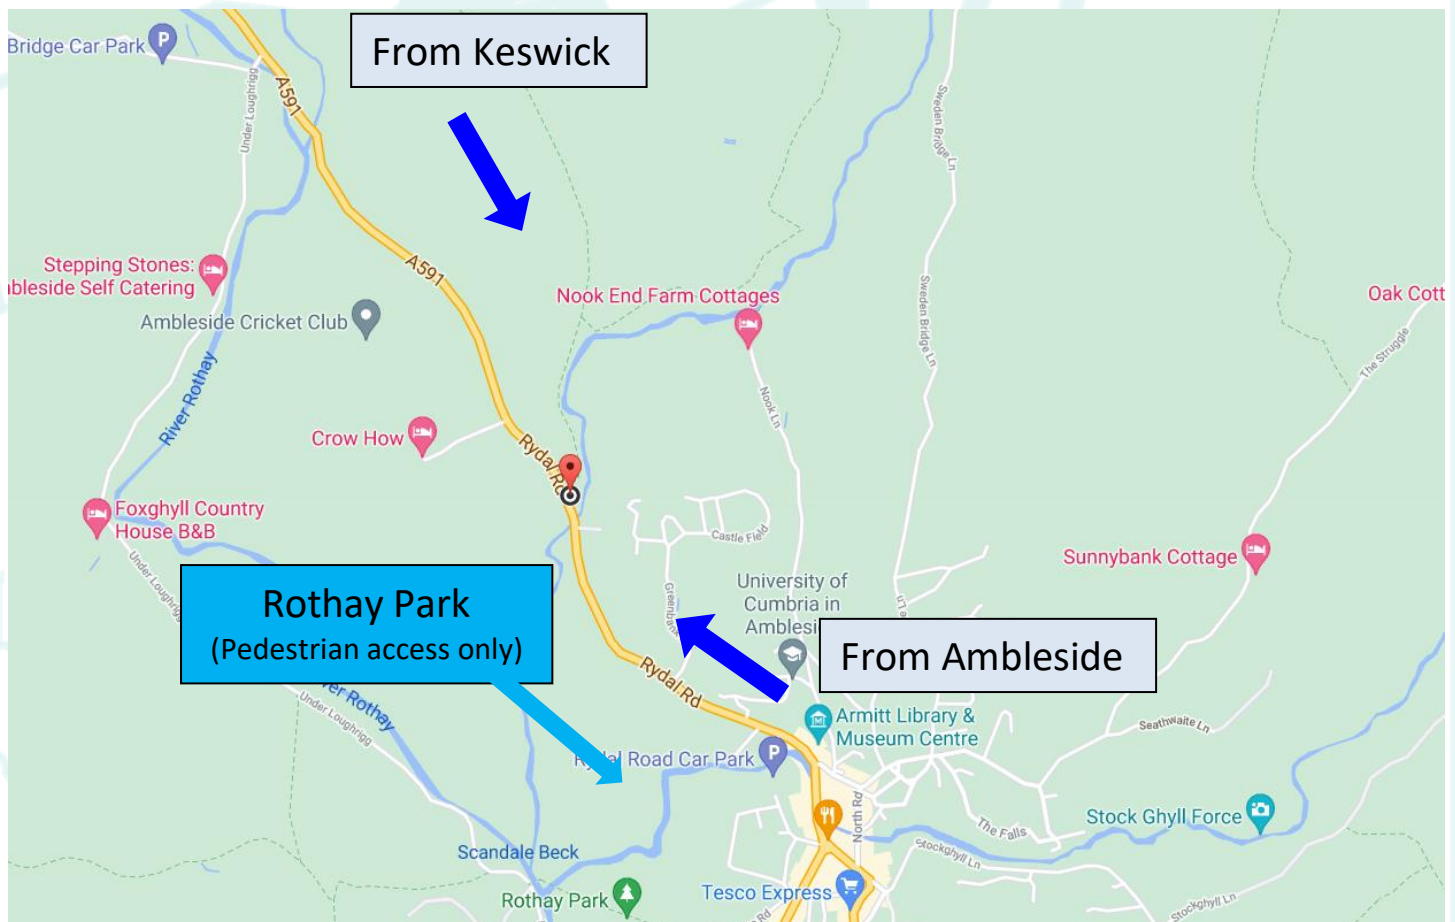 From Keswick
Bridge Car Park
P
A591
Under Loughrigg
Sweden Bridge Ln
Stepping Stones:
bleside Self Catering
A591
Nook End Farm Cottages
Oak Cott
Ambleside Cricket Club
Sweden Bridge Ln
The Struggle
River Rothay
Nook Ln
Crow How
Rydal Rd
Foxghyll Country
House B&B
Castle Field
Sunnybank Cottage
Under Loughrigg
Rothay Park
(Pedestrian access only)
Greenbank
University of
Cumbria in
Amblesi
From Ambleside
Rydal Rd
River Rothay
Under Loughrigg
Armitt Library &
Museum Centre
Seathwaite Ln
Road Car Park
P
North Rd
Stock Ghyll Force
The Falls
Stockghyll Ln
Scandale Beck
Rothay Park
Tesco Express
Rd
Stockghyll Ln